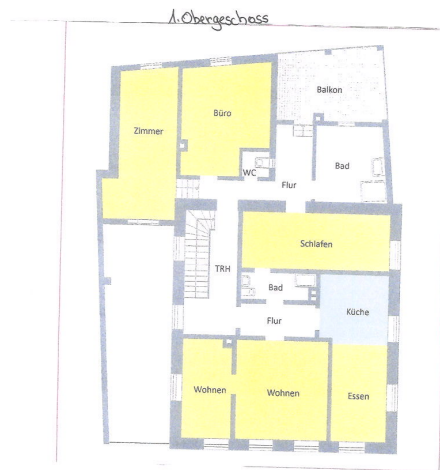 1. Obergeschoss
Balkon
Büro
Zimmer
WC
Bad
Flur
Schlafen
TRH
Bad
Küche
Flur
Wohnen
Wohnen
Essen